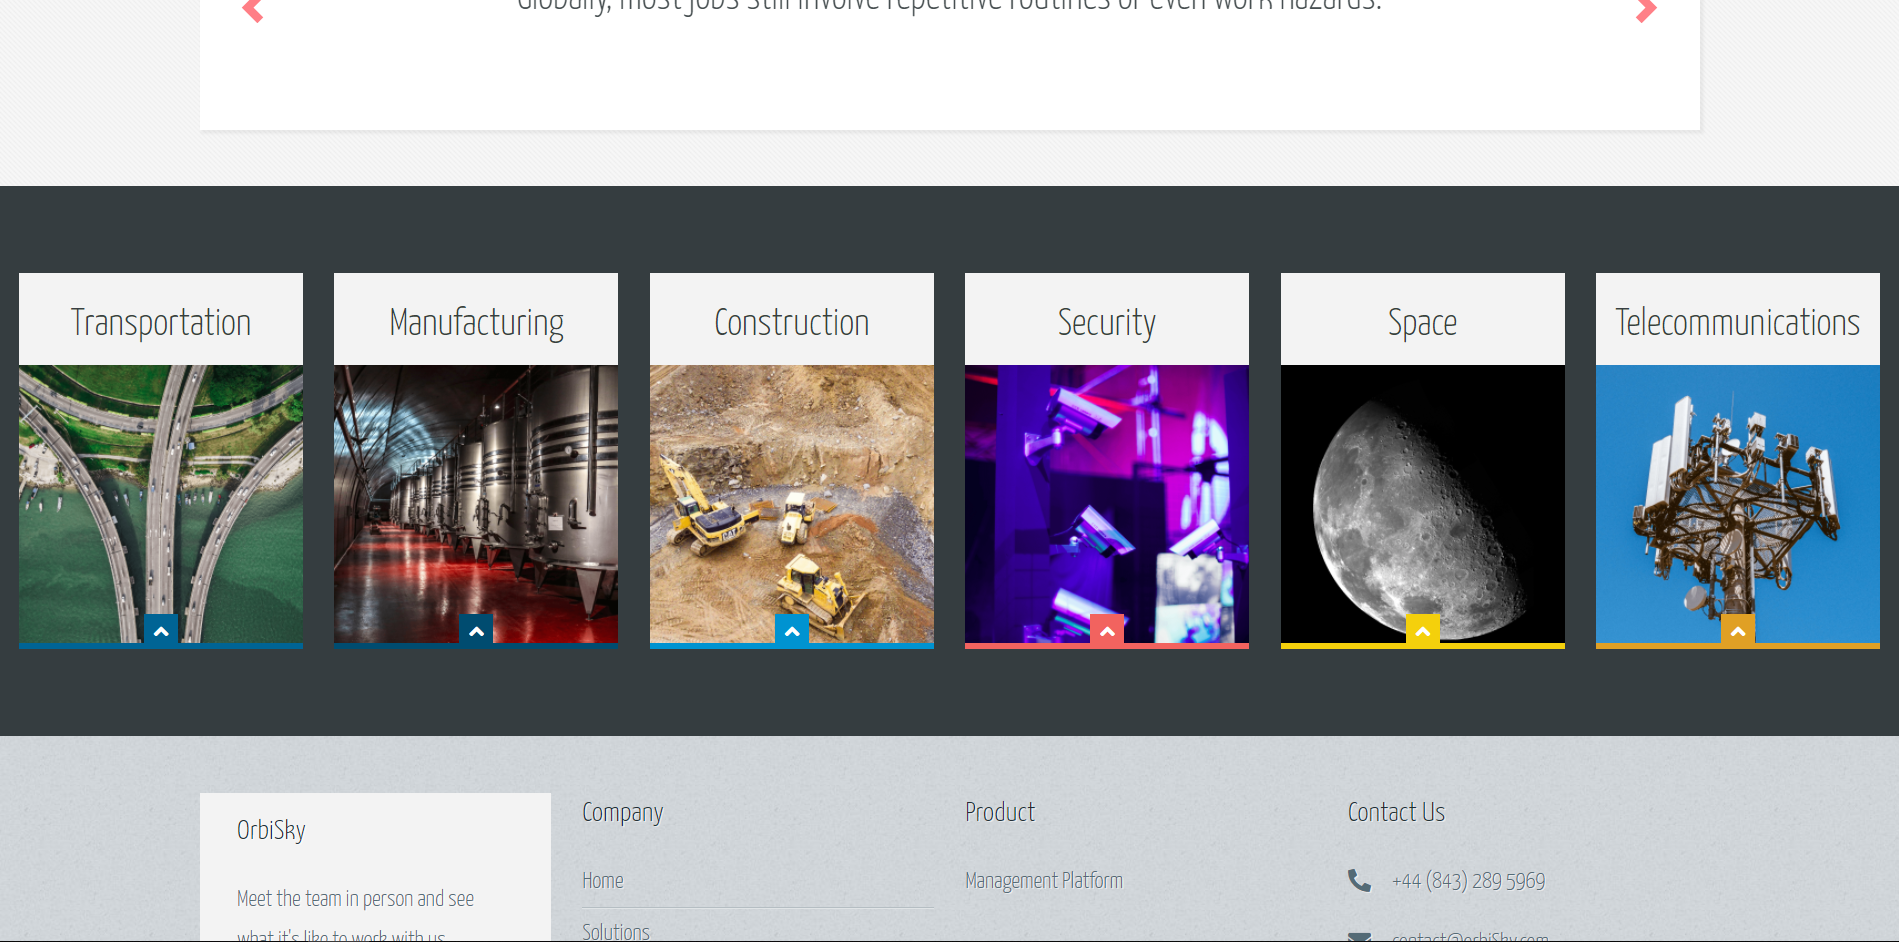 Globally, most jobs still involve repetitive routines or even work hazards.
Transportation
Manufacturing
Construction
Security
Space
Telecommunications
CAT
OrbiSky
Meet the team in person and see
what it's like to work with us
Company
Home
Solutions
Product
Management Platform
Contact Us
+44 (843) 289 5969
contact@orbiSky.com